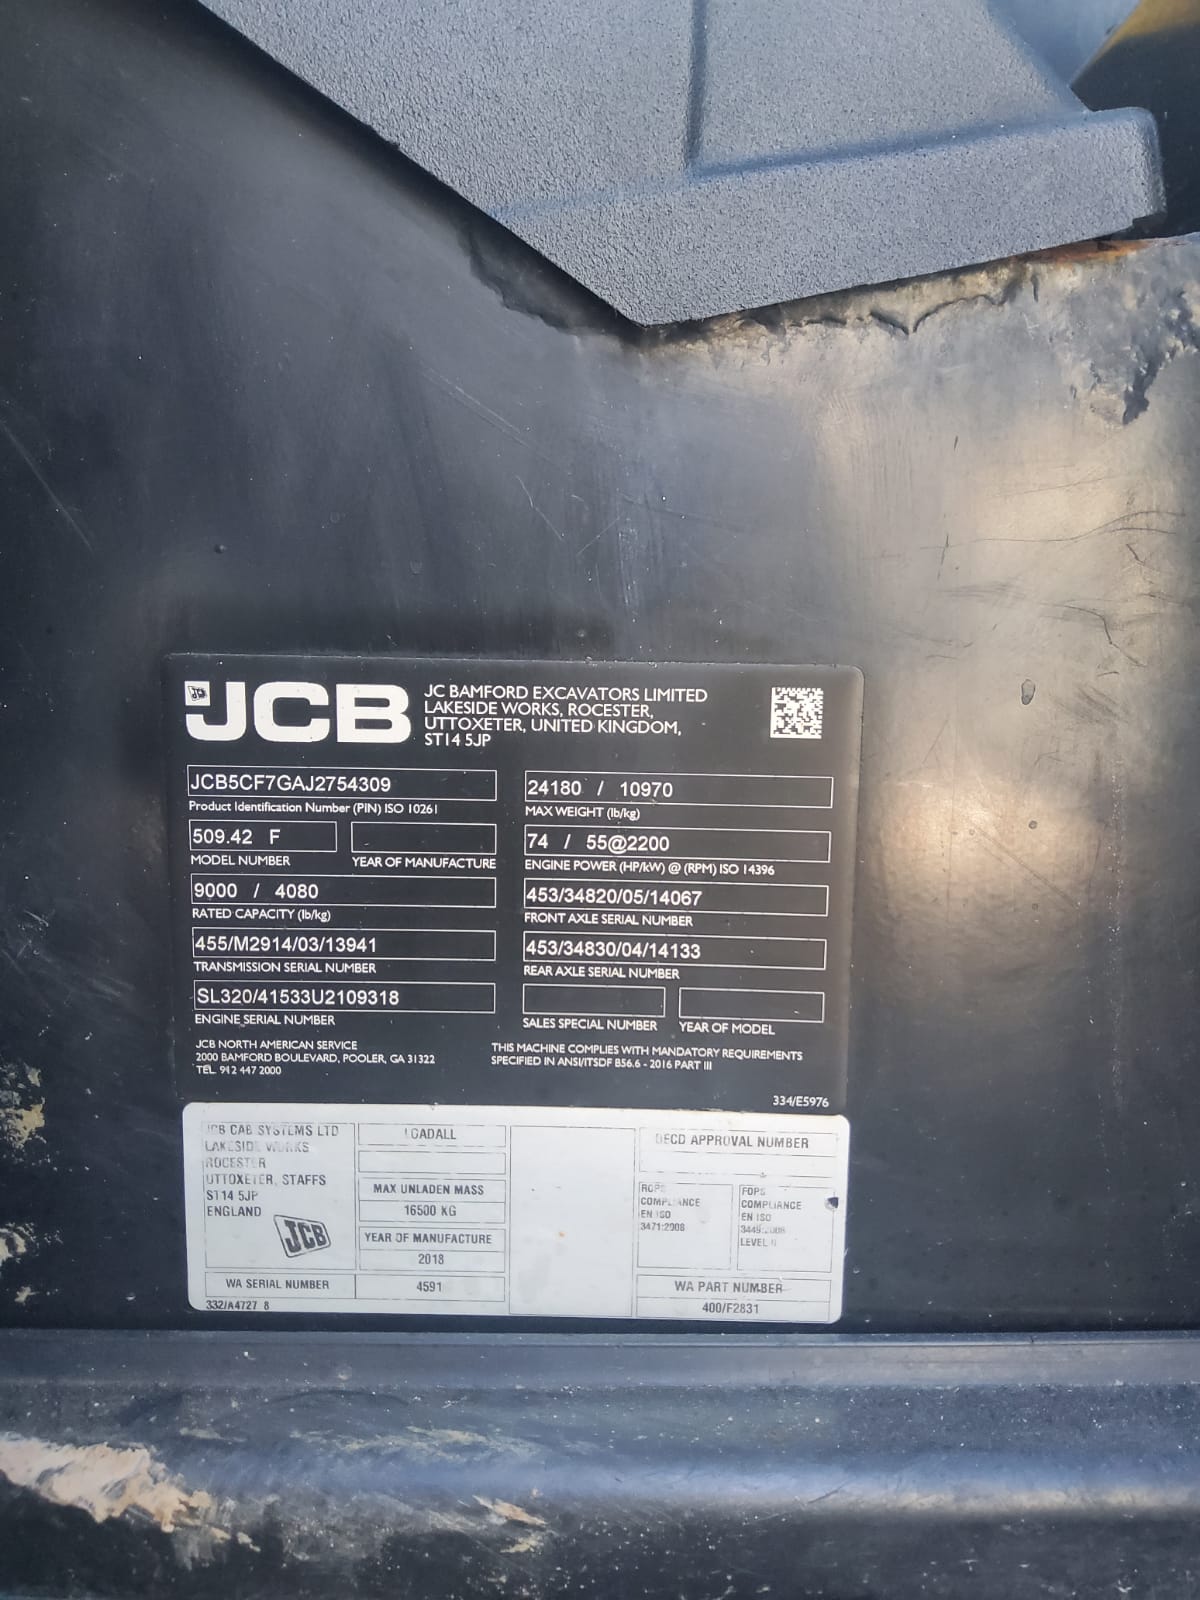 JCB
JC BAMFORD EXCAVATORS LIMITED
LAKESIDE WORKS, ROCESTER,
UTTOXETER, UNITED KINGDOM,
ST14 5JP
JCB5CF7GAJ2754309
Product Identification Number (PIN) ISO 10261
509.42 F
MODEL NUMBER
YEAR OF MANUFACTURE
9000 / 4080
RATED CAPACITY (lb/kg)
455/M2914/03/13941
TRANSMISSION SERIAL NUMBER
SL320/41533U2109318
ENGINE SERIAL NUMBER
24180 / 10970
MAX WEIGHT (lb/kg)
74 / 55@2200
ENGINE POWER (HP/kW) @ (RPM) ISO 14396
453/34820/05/14067
FRONT AXLE SERIAL NUMBER
453/34830/04/14133
REAR AXLE SERIAL NUMBER
SALES SPECIAL NUMBER
YEAR OF MODEL
JCB NORTH AMERICAN SERVICE
2000 BAMFORD BOULEVARD, POOLER, GA 31322
TEL 912 447 2000
THIS MACHINE COMPLIES WITH MANDATORY REQUIREMENTS
SPECIFIED IN ANSI/ITSDF B56.6 - 2016 PART III
334/E5976
JCB CAB SYSTEMS LTD
LAKESIDE WORKS
ROCESTER
UTTOXETER, STAFFS
ST14 5JP
ENGLAND
JCB
LOADALL
MAX UNLADEN MASS
16500 KG
YEAR OF MANUFACTURE
2018
WA SERIAL NUMBER
4591
332/A4727 8
OECD APPROVAL NUMBER
ROPS
COMPLIANCE
EN ISO
3471:2008
FOPS
COMPLIANCE
EN ISO
3449:2008
LEVEL II
WA PART NUMBER
400/F2831